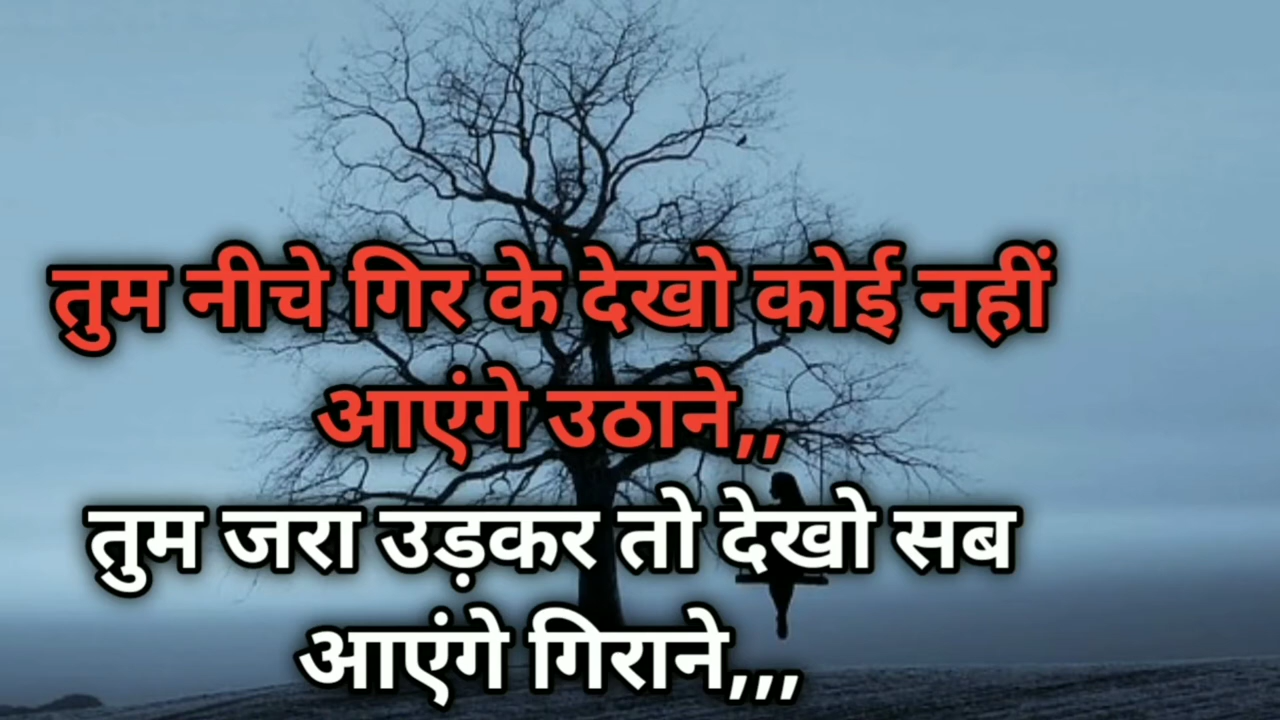 तुम नीचे गिर के देखो कोई नहीं
आएंगे उठाने,,
तुम जरा उड़कर तो देखो सब
आएंगे गिराने,,,